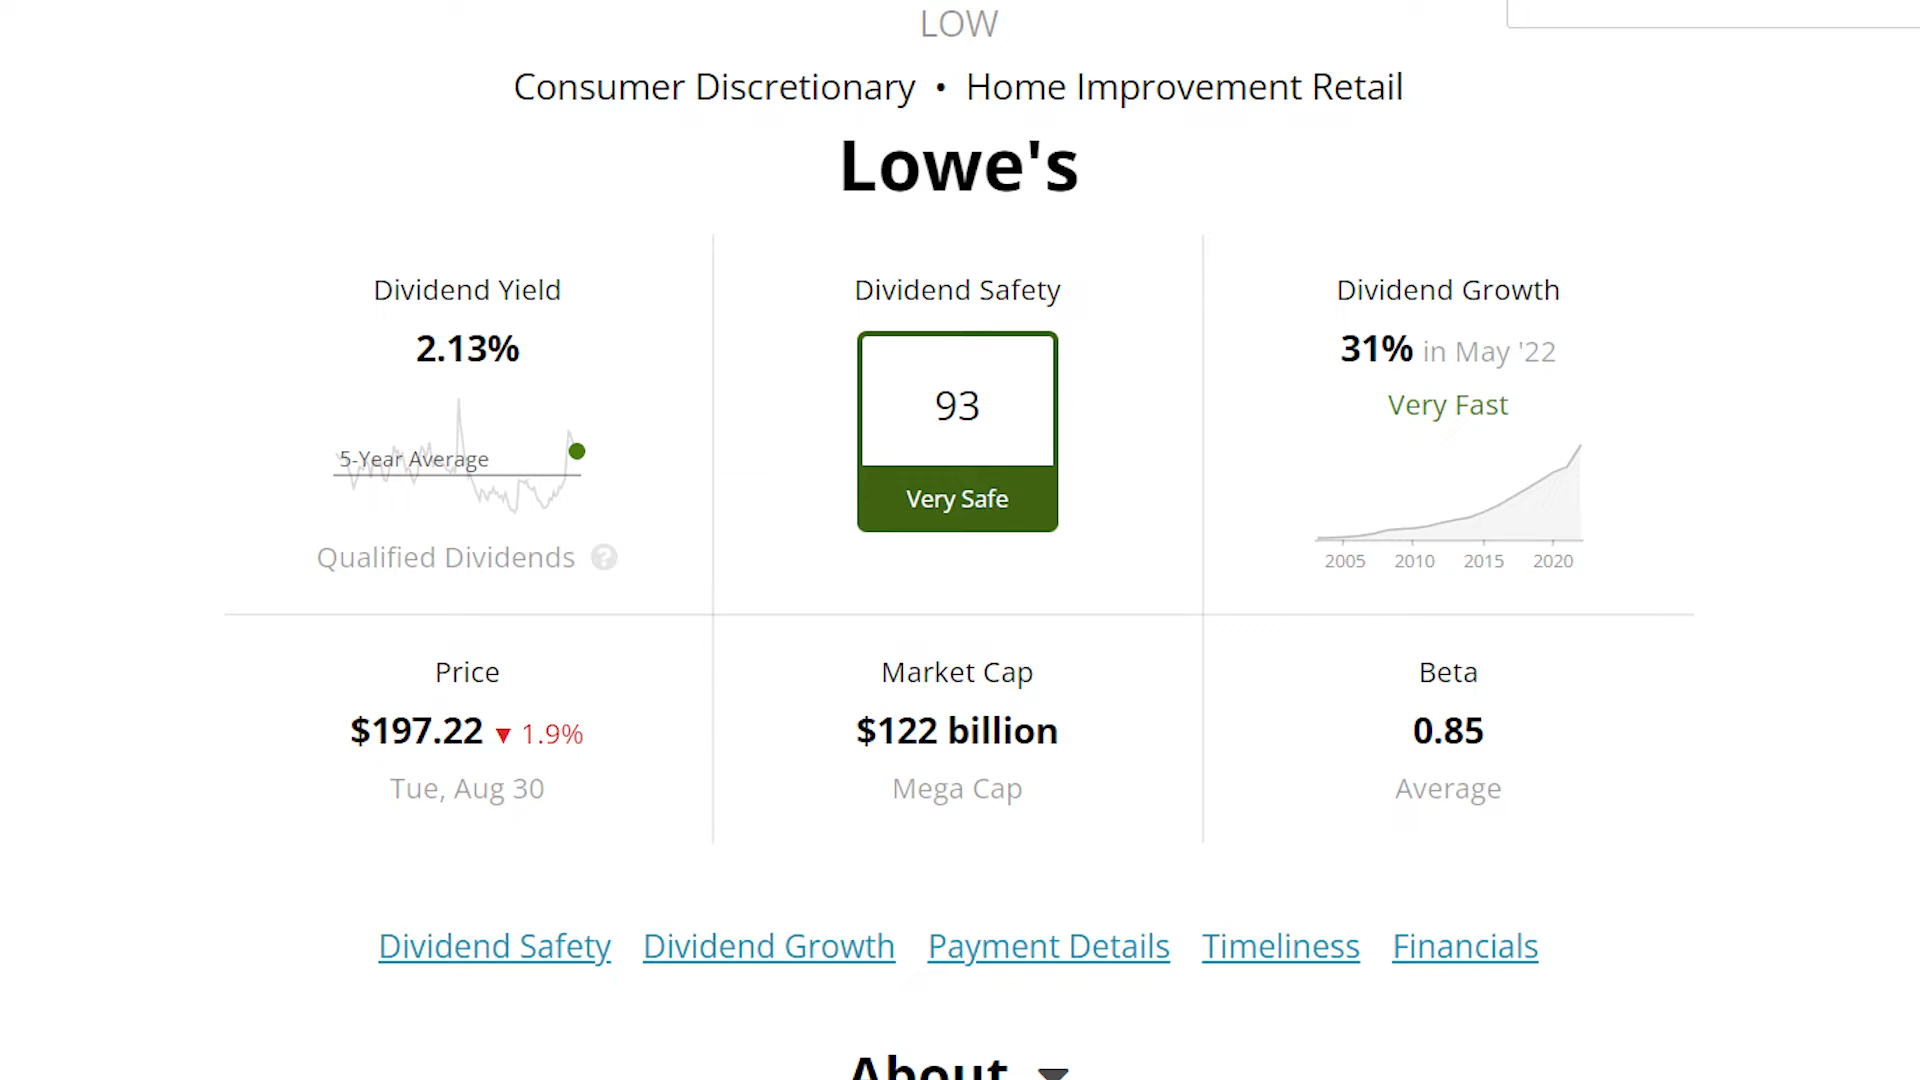 LOW
Consumer Discretionary • Home Improvement Retail
Lowe's
Dividend Yield
2.13%
5-Year Average
Qualified Dividends ?
Dividend Safety
93
Very Safe
Dividend Growth
31% in May '22
Very Fast
2005 2010 2015 2020
Price
$197.22 ▼ 1.9%
Tue, Aug 30
Market Cap
$122 billion
Mega Cap
Beta
0.85
Average
Dividend Safety Dividend Growth Payment Details Timeliness Financials
About